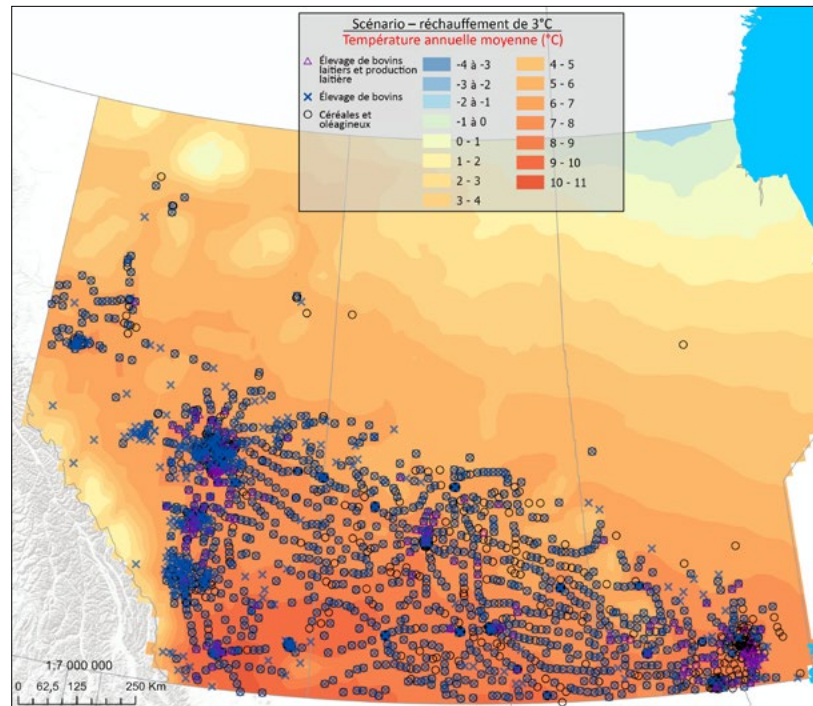 Scénario – réchauffement de 3°C
Température annuelle moyenne (°C)
Élevage de bovins
laitiers et production
laitière
Élevage de bovins
Céréales et
oléagineux
-4 à -3
-3 à -2
-2 à -1
-1 à 0
0 - 1
1 - 2
2 - 3
3 - 4
4 - 5
5 - 6
6 - 7
7 - 8
8 - 9
9 - 10
10 - 11
1:7 000 000
0 62,5 125 250 Km